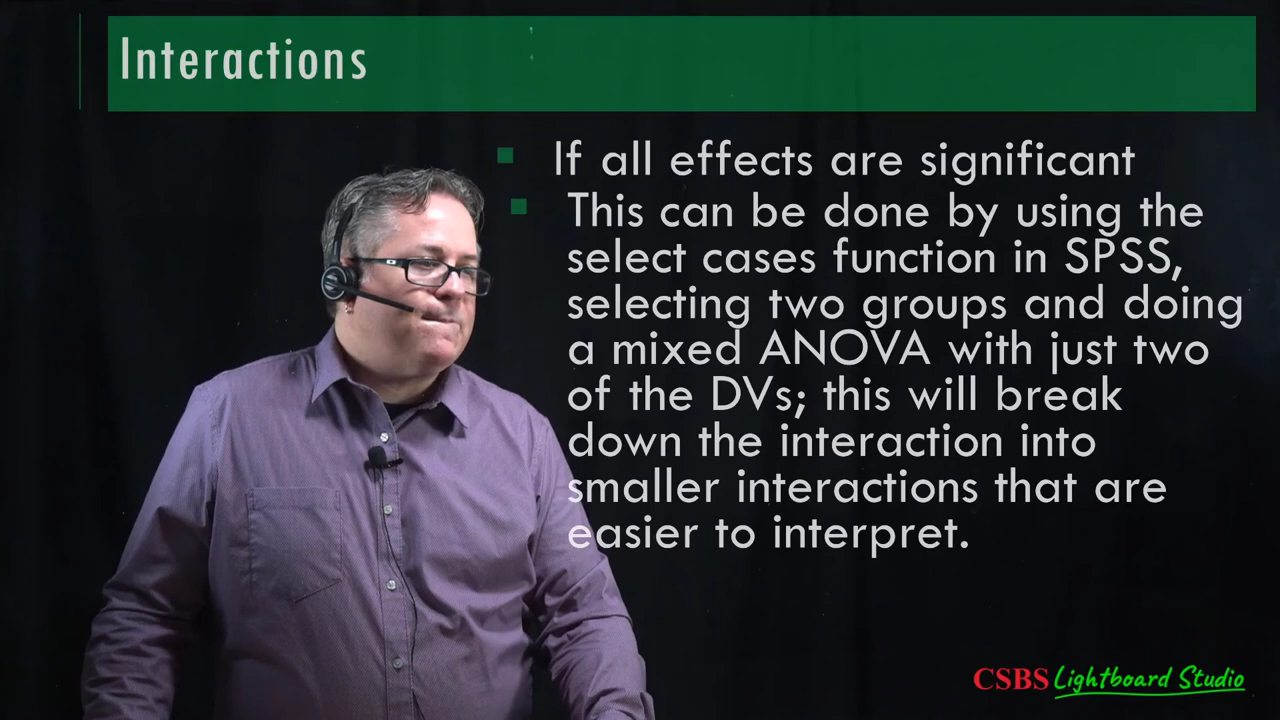 Interactions
If all effects are significant
This can be done by using the
select cases function in SPSS,
selecting two groups and doing
a mixed ANOVA with just two
of the DVs; this will break
down the interaction into
smaller interactions that are
easier to interpret.
CSBS Lightboard Studio